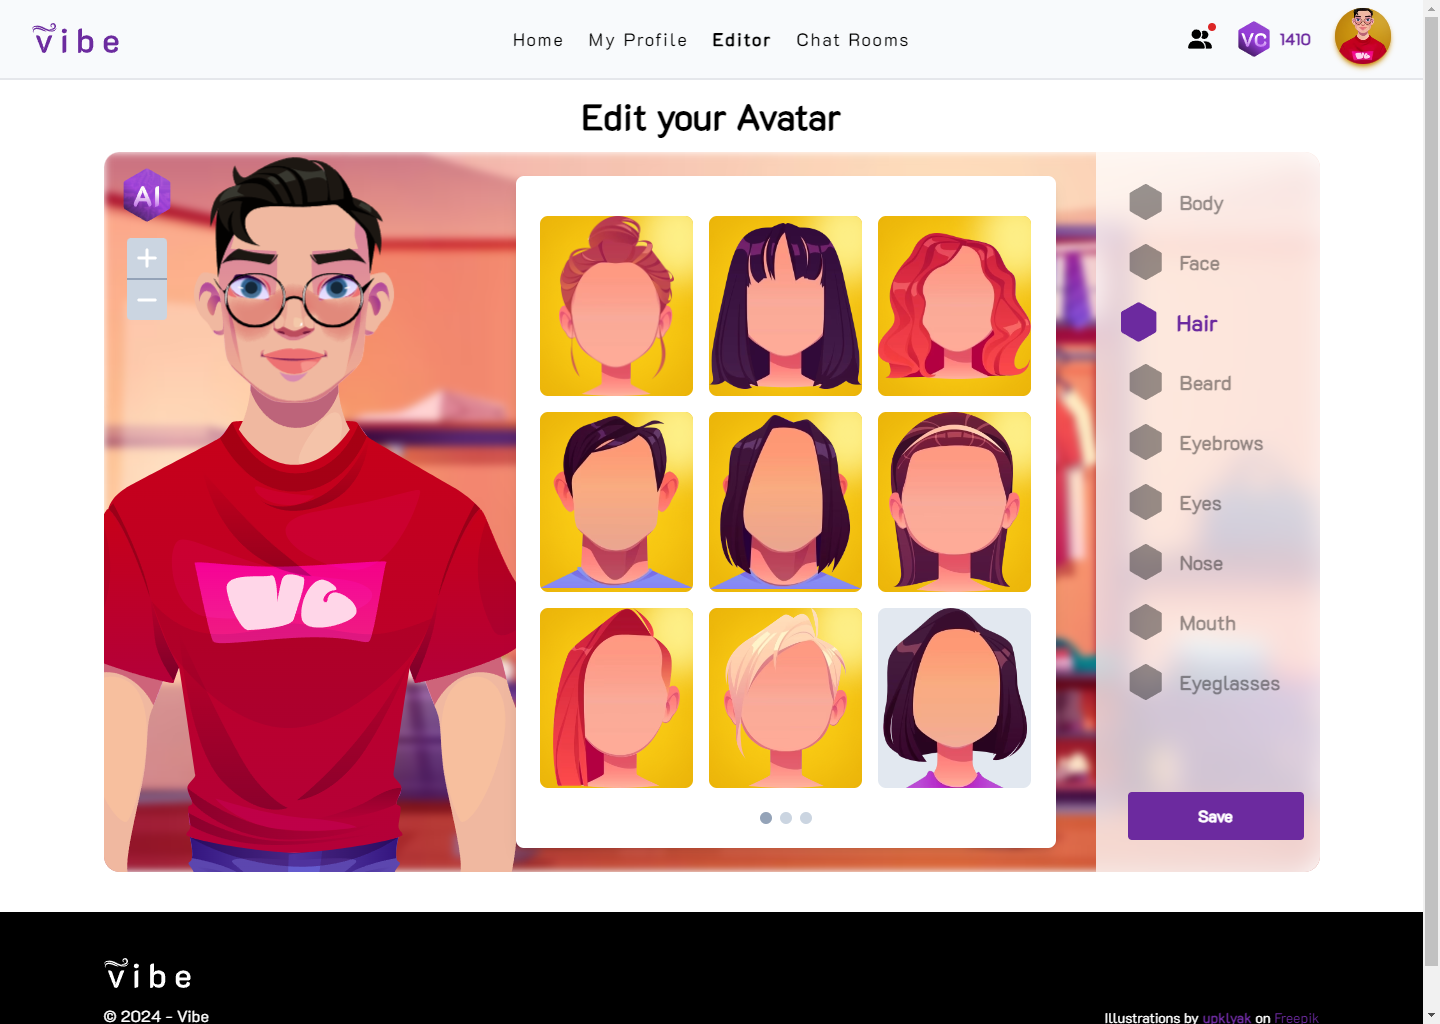 vibe
Home
My Profile
Editor
Chat Rooms
VC
1410
Edit your Avatar
AI
+
−
VC
Body
Face
Hair
Beard
Eyebrows
Eyes
Nose
Mouth
Eyeglasses
Save
vibe
© 2024 - Vibe
Illustrations by upklyak on Freepik